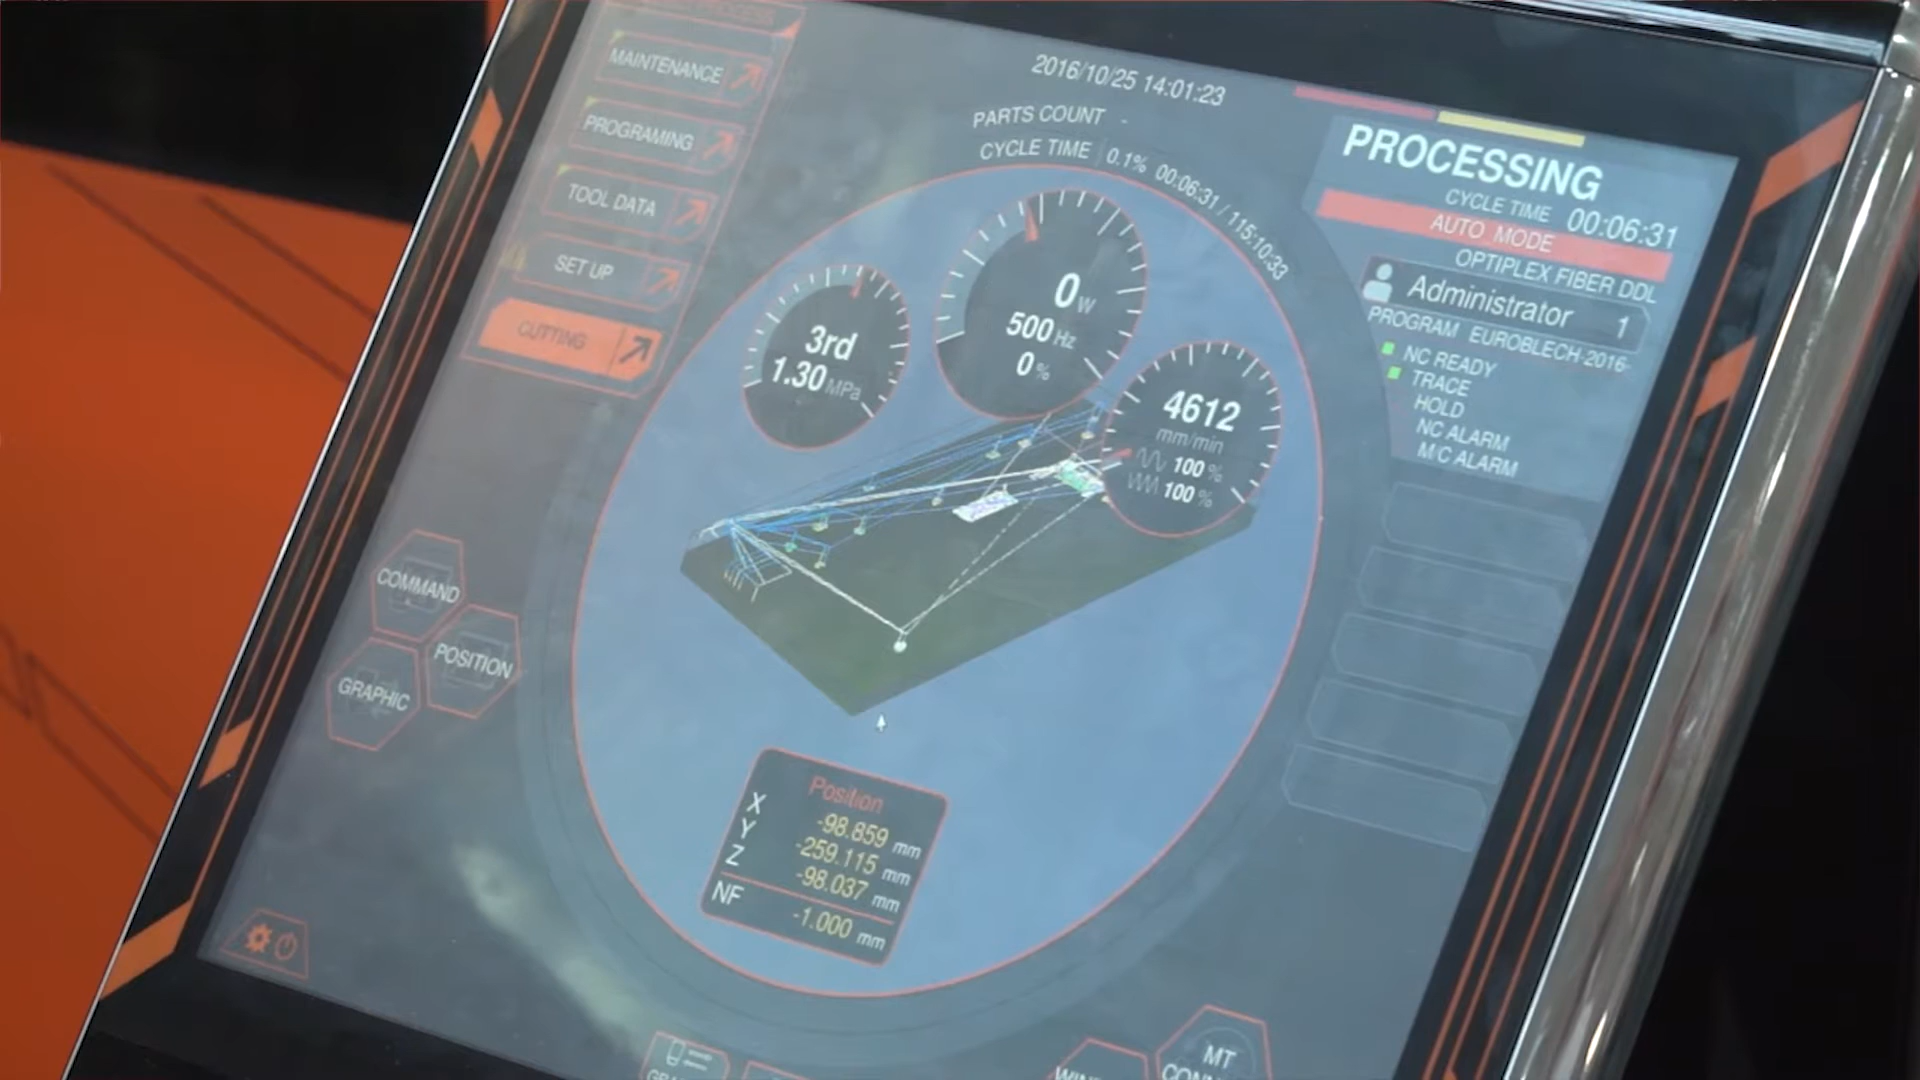 MAINTENANCE
PROGRAMING
TOOL DATA
SET UP
CUTTING
2016/10/25 14:01:23
PARTS COUNT -
CYCLE TIME 0.1% 00:06:31 / 115:10:33
PROCESSING
CYCLE TIME 00:06:31
AUTO MODE
OPTIPLEX FIBER DDL
Administrator 1
PROGRAM EUROBLECH-2016-
NC READY
TRACE
HOLD
NC ALARM
M/C ALARM
3rd
1.30 MPa
0 W
500 Hz
0 %
4612
mm/min
100 %
100 %
COMMAND
POSITION
GRAPHIC
Position
X -98.859 mm
Y -259.115 mm
Z -98.037 mm
NF -1.000 mm
MT